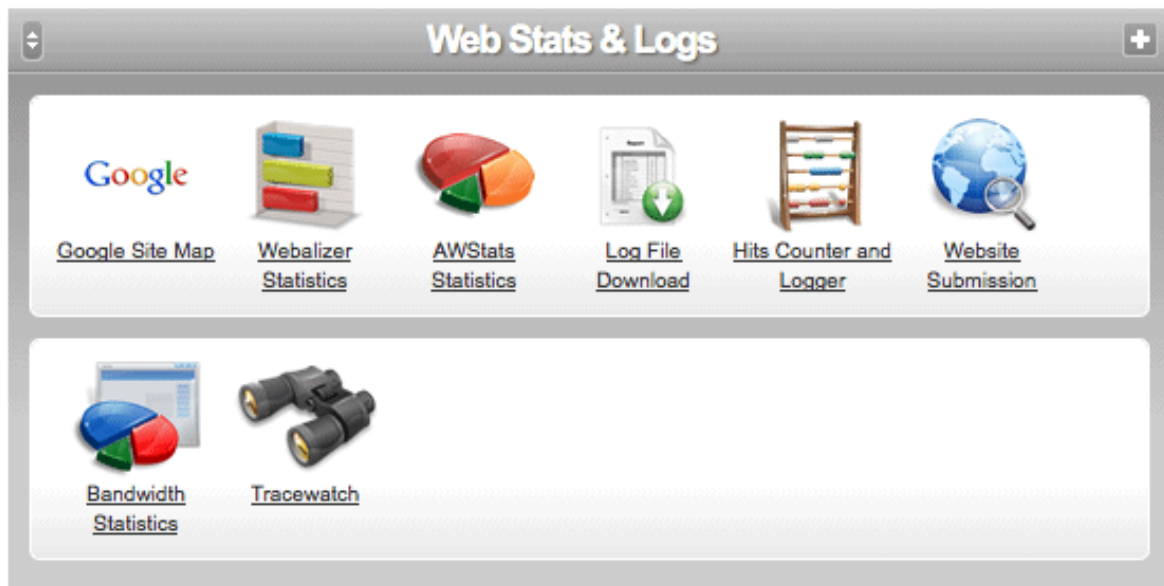 Web Stats & Logs
Google
Report
Google Site Map
Webalizer
Statistics
AWStats
Statistics
Log File
Download
Hits Counter and
Logger
Website
Submission
Bandwidth
Statistics
Tracewatch